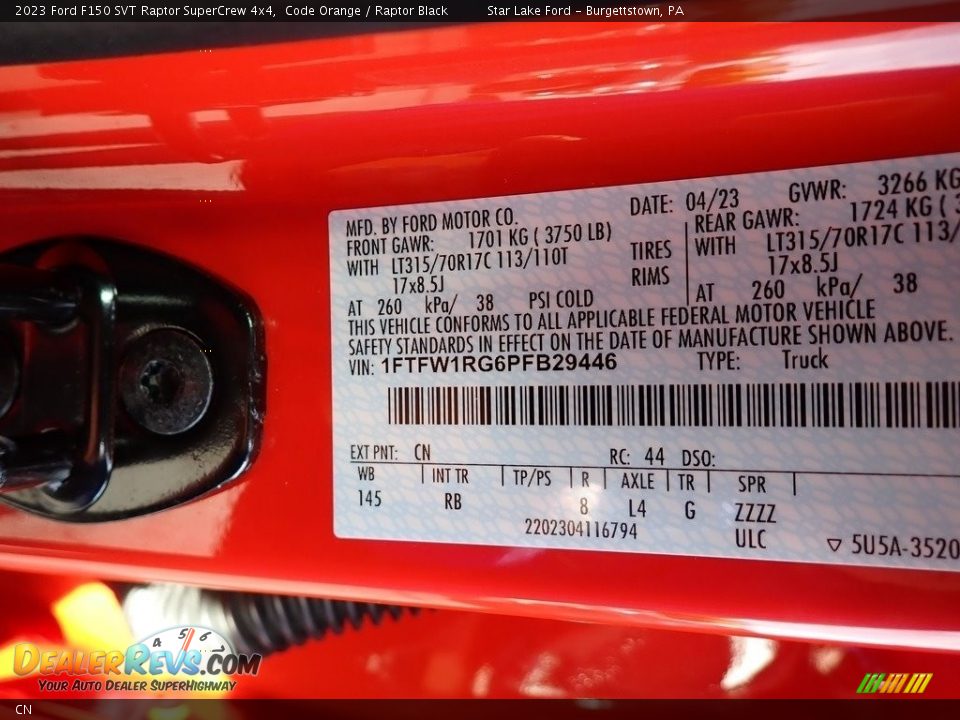 2023 Ford F150 SVT Raptor SuperCrew 4x4, Code Orange / Raptor Black Star Lake Ford - Burgettstown, PA
MFD. BY FORD MOTOR CO. DATE: 04/23 GVWR: 3266 KG
FRONT GAWR: 1701 KG ( 3750 LB) REAR GAWR: 1724 KG ( 3
WITH LT315/70R17C 113/110T TIRES WITH LT315/70R17C 113/
17x8.5J RIMS 17x8.5J
AT 260 kPa/ 38 PSI COLD AT 260 kPa/ 38
THIS VEHICLE CONFORMS TO ALL APPLICABLE FEDERAL MOTOR VEHICLE
SAFETY STANDARDS IN EFFECT ON THE DATE OF MANUFACTURE SHOWN ABOVE.
VIN: 1FTFW1RG6PFB29446 TYPE: Truck
EXT PNT: CN RC: 44 DSO:
WB INT TR TP/PS R AXLE TR SPR
145 RB 8 L4 G ZZZZ
2202304116794 ULC ▽ 5U5A-3520
4 5 6
DealerRevs.com
Your Auto Dealer SuperHighway
CN